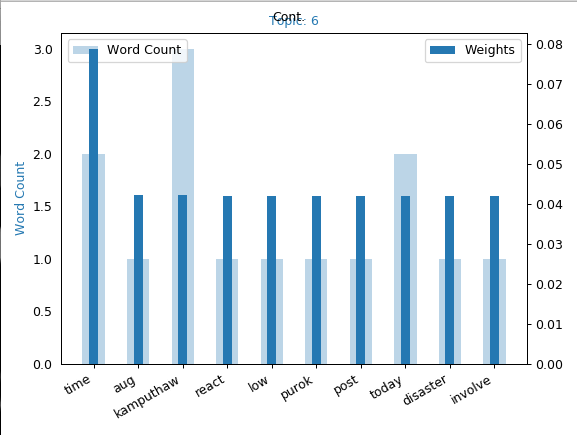 Cont.
Topic: 6
Word Count
Weights
3.0
2.5
2.0
1.5
1.0
0.5
0.0
Word Count
0.08
0.07
0.06
0.05
0.04
0.03
0.02
0.01
0.00
time
aug
kamputhaw
react
low
purok
post
today
disaster
involve